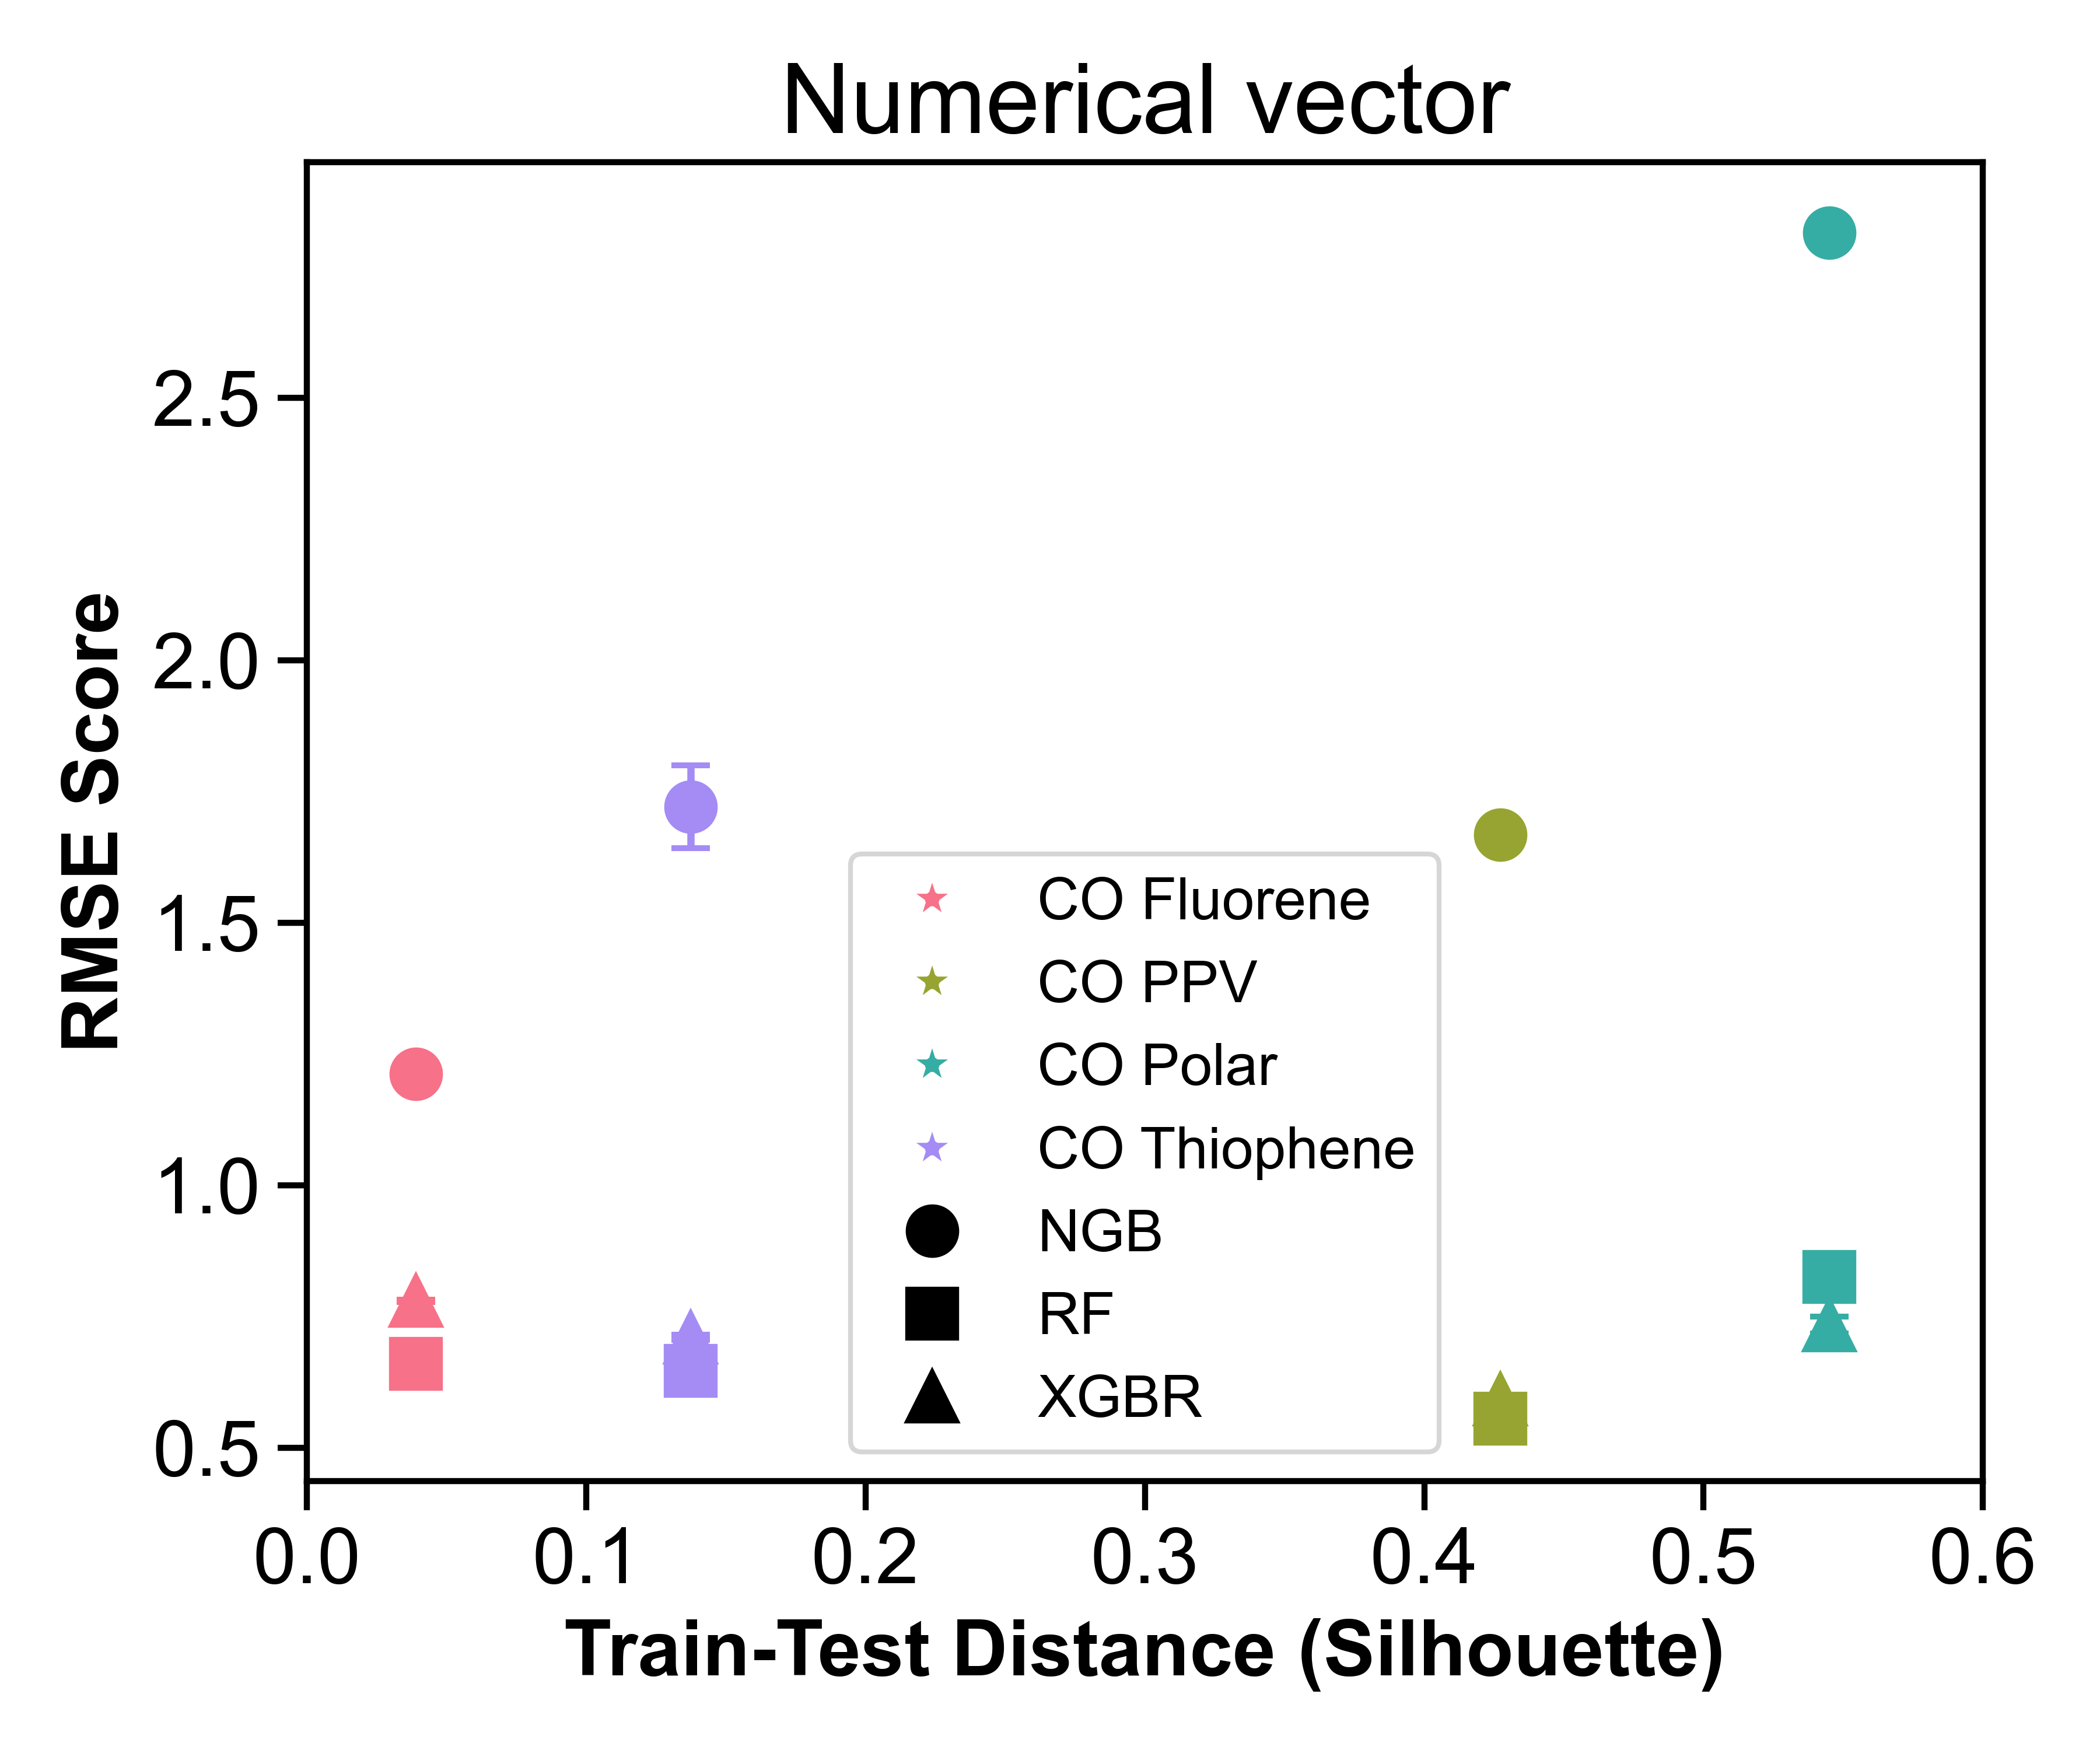 Numerical vector
RMSE Score
2.5
2.0
1.5
1.0
0.5
CO Fluorene
CO PPV
CO Polar
CO Thiophene
NGB
RF
XGBR
0.0 0.1 0.2 0.3 0.4 0.5 0.6
Train-Test Distance (Silhouette)